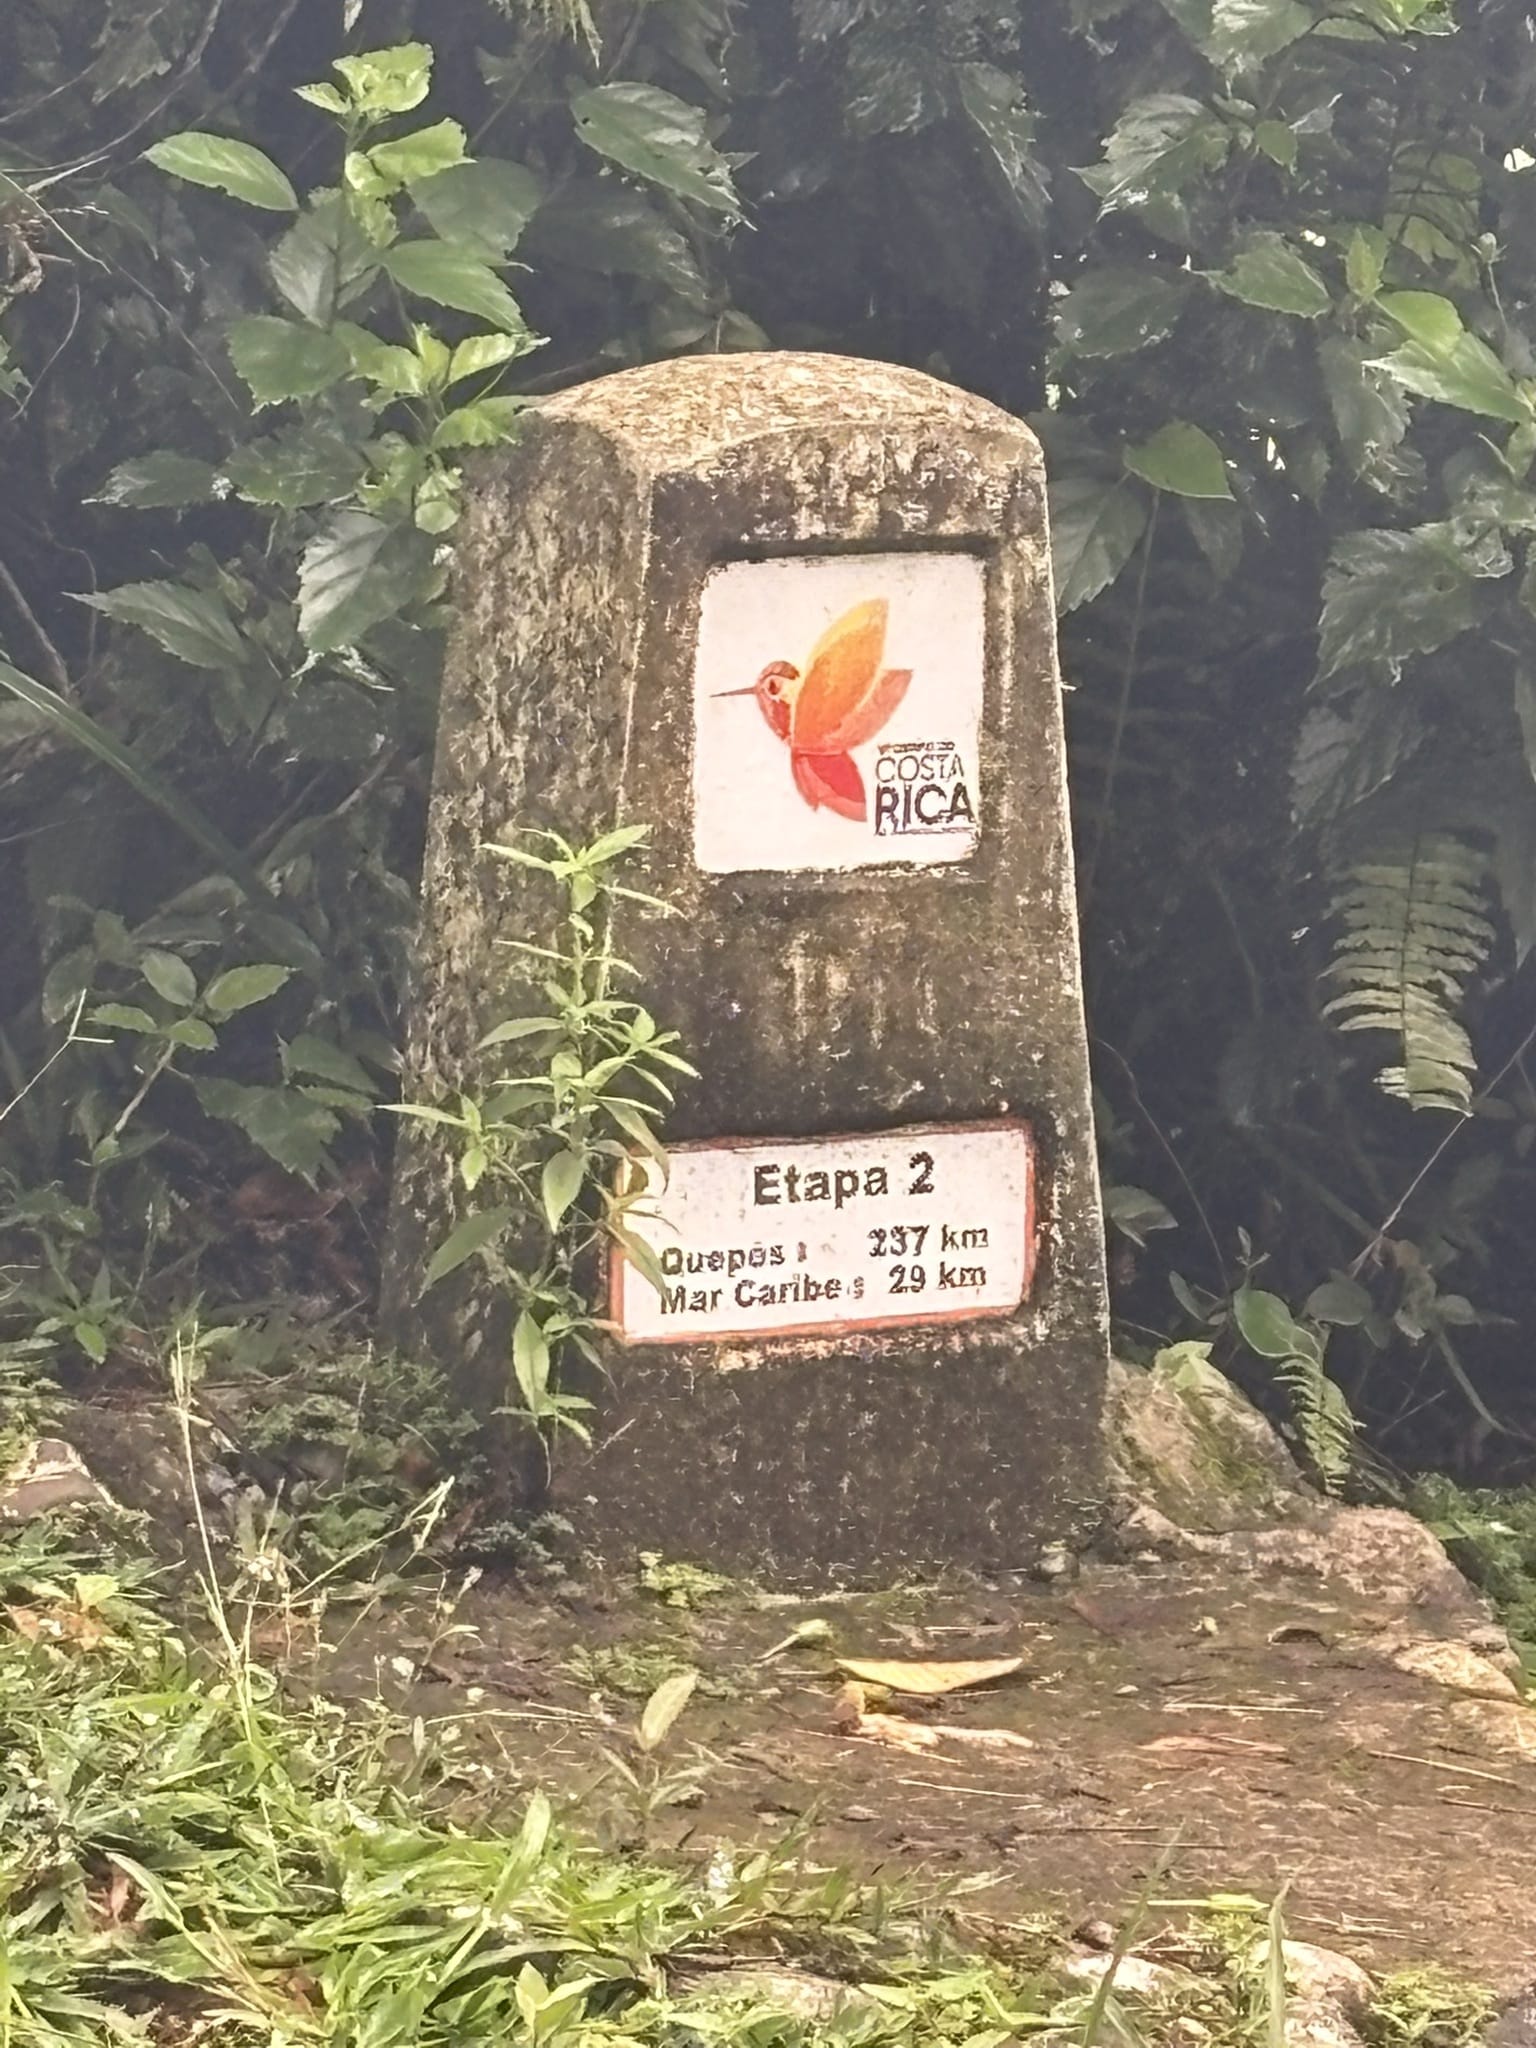 COSTA
RICA
Etapa 2
Quepos : 237 km
Mar Caribe : 29 km